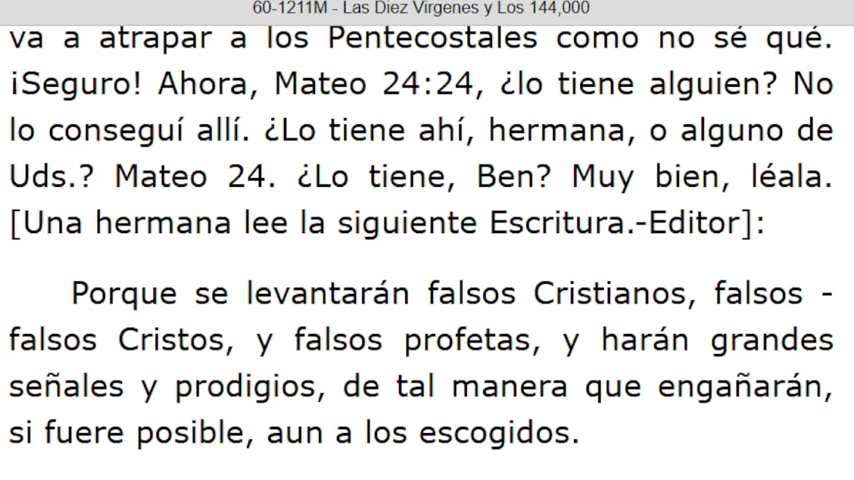 60-1211M - Las Diez Virgenes y Los 144,000
va a atrapar a los Pentecostales como no sé qué.
¡Seguro! Ahora, Mateo 24:24, ¿lo tiene alguien? No
lo conseguí allí. ¿Lo tiene ahí, hermana, o alguno de
Uds.? Mateo 24. ¿Lo tiene, Ben? Muy bien, léala.
[Una hermana lee la siguiente Escritura.-Editor]:
Porque se levantarán falsos Cristianos, falsos -
falsos Cristos, y falsos profetas, y harán grandes
señales y prodigios, de tal manera que engañarán,
si fuere posible, aun a los escogidos.